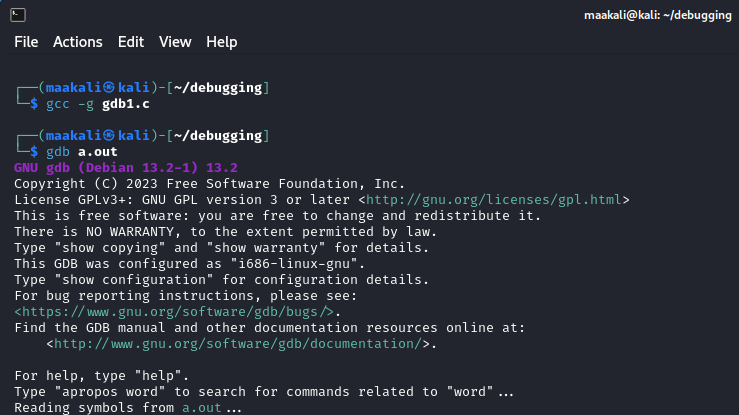 maakali@kali: ~/debugging
File Actions Edit View Help
┌──(maakali㉿kali)-[~/debugging]
└─$ gcc -g gdb1.c
┌──(maakali㉿kali)-[~/debugging]
└─$ gdb a.out
GNU gdb (Debian 13.2-1) 13.2
Copyright (C) 2023 Free Software Foundation, Inc.
License GPLv3+: GNU GPL version 3 or later <http://gnu.org/licenses/gpl.html>
This is free software: you are free to change and redistribute it.
There is NO WARRANTY, to the extent permitted by law.
Type "show copying" and "show warranty" for details.
This GDB was configured as "i686-linux-gnu".
Type "show configuration" for configuration details.
For bug reporting instructions, please see:
<https://www.gnu.org/software/gdb/bugs/>.
Find the GDB manual and other documentation resources online at:
    <http://www.gnu.org/software/gdb/documentation/>.
For help, type "help".
Type "apropos word" to search for commands related to "word"...
Reading symbols from a.out...